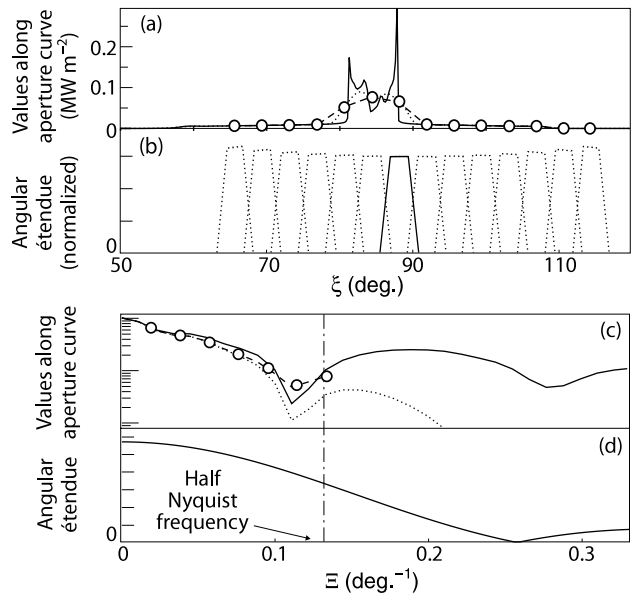 (a)
0.2
0.1
0
Values along
aperture curve
(MW m⁻²)
(b)
Angular
étendue
(normalized)
0
50
70
90
110
ξ (deg.)
(c)
Values along
aperture curve
(d)
Angular
étendue
Half
Nyquist
frequency
0
0
0.1
0.2
0.3
Ξ (deg.⁻¹)